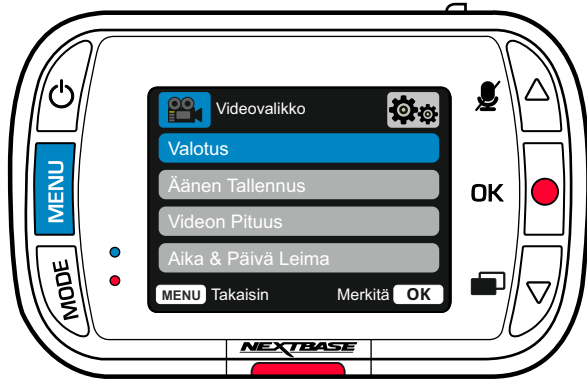 Videovalikko
Valotus
MENU
Äänen Tallennus
OK
Videon Pituus
Aika & Päivä Leima
MODE
MENU Takaisin Merkitä OK
NEXTBASE